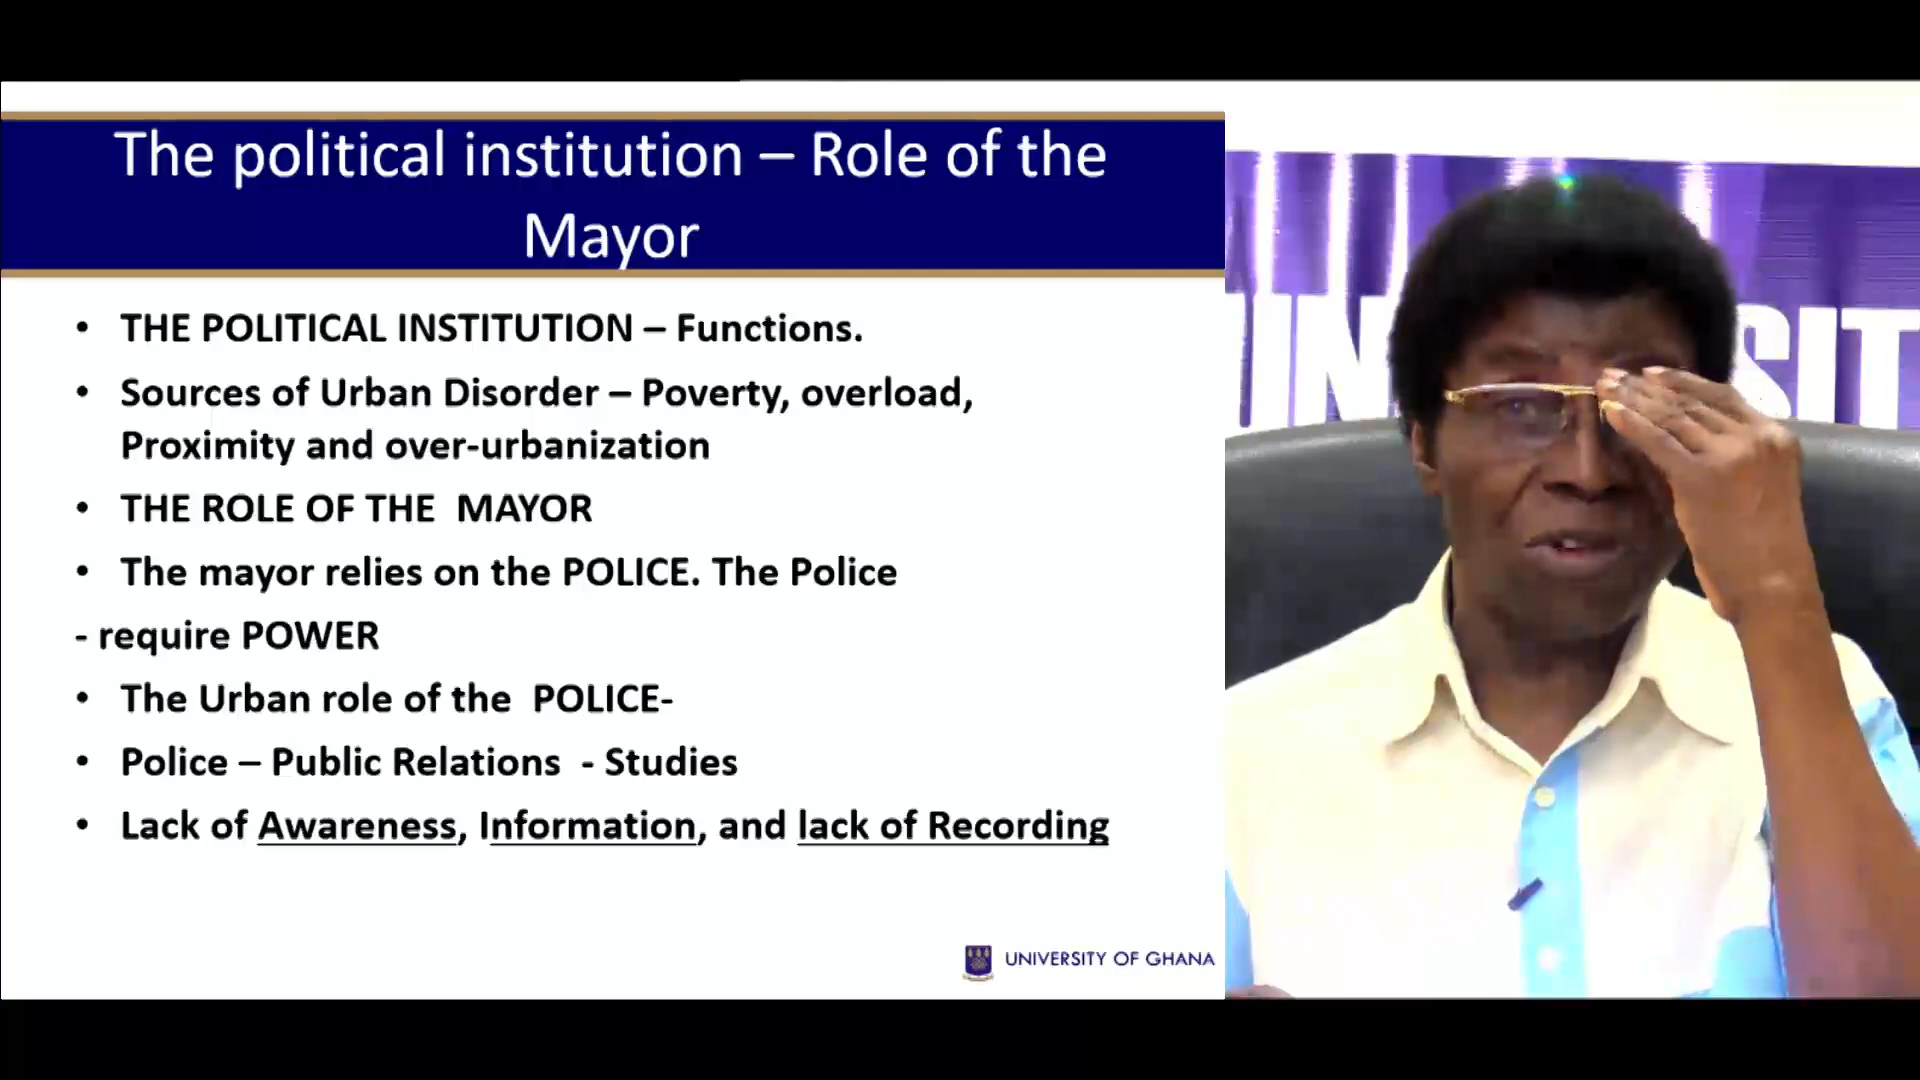 The political institution – Role of the
Mayor
• THE POLITICAL INSTITUTION – Functions.
• Sources of Urban Disorder – Poverty, overload,
Proximity and over-urbanization
• THE ROLE OF THE  MAYOR
• The mayor relies on the POLICE. The Police
- require POWER
• The Urban role of the  POLICE-
• Police – Public Relations  - Studies
• Lack of Awareness, Information, and lack of Recording
UNIVERSITY OF GHANA